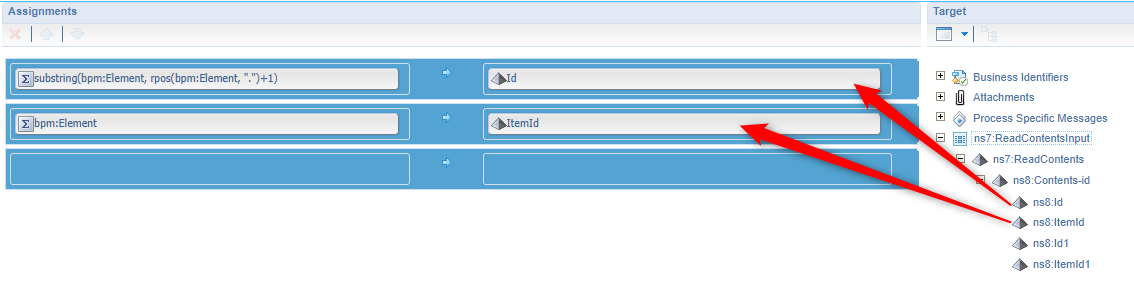 Assignments
Target
substring(bpm:Element, rpos(bpm:Element, ".")+1)
Id
bpm:Element
ItemId
Business Identifiers
Attachments
Process Specific Messages
ns7:ReadContentsInput
ns7:ReadContents
ns8:Contents-id
ns8:Id
ns8:ItemId
ns8:Id1
ns8:ItemId1